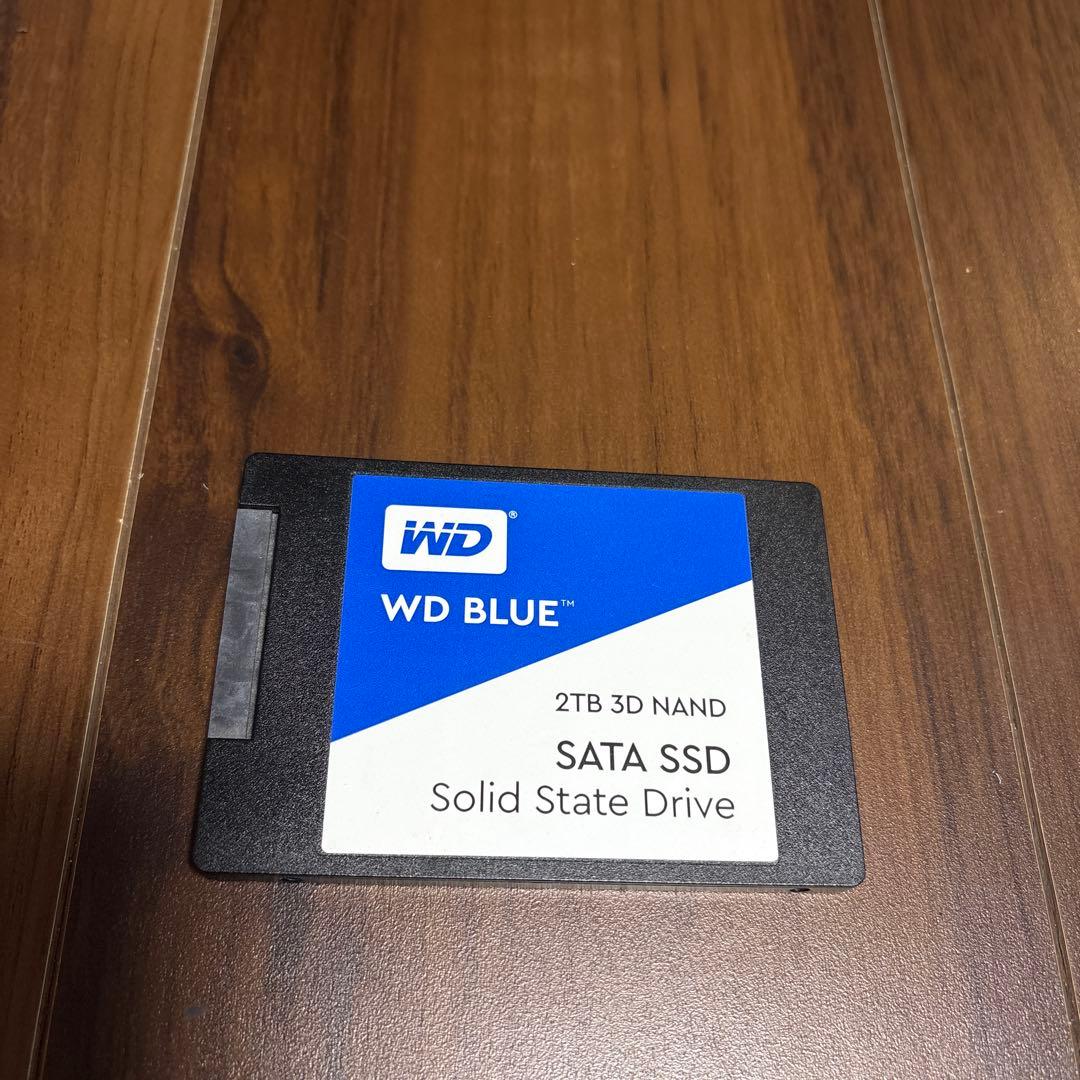 WD®
WD BLUE™
2TB 3D NAND
SATA SSD
Solid State Drive